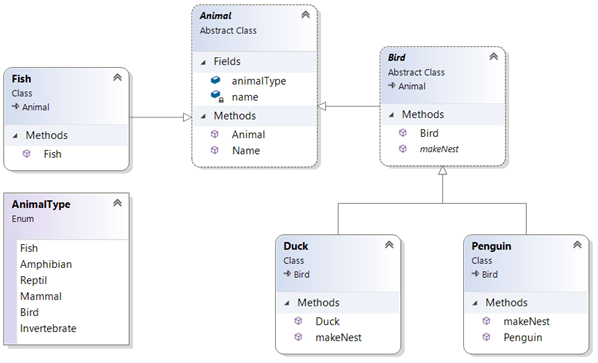 Animal
Abstract Class
Fields
animalType
name
Methods
Animal
Name
Fish
Class
Animal
Methods
Fish
Bird
Abstract Class
Animal
Methods
Bird
makeNest
AnimalType
Enum
Fish
Amphibian
Reptil
Mammal
Bird
Invertebrate
Duck
Class
Bird
Methods
Duck
makeNest
Penguin
Class
Bird
Methods
makeNest
Penguin